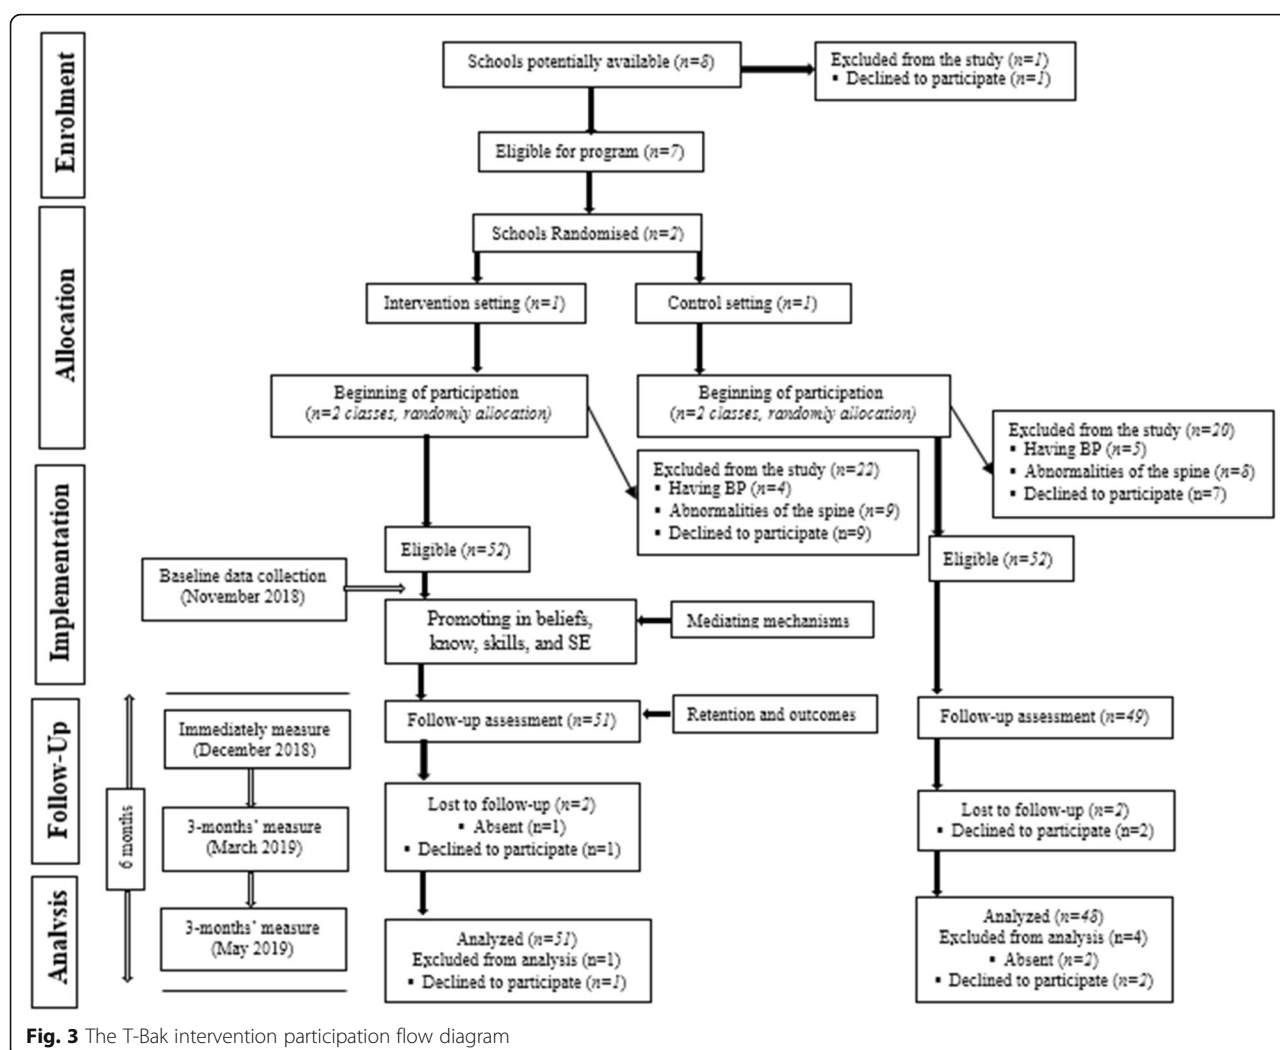 Enrolment
Schools potentially available (n=8)
Excluded from the study (n=1)
▪ Declined to participate (n=1)
Eligible for program (n=7)
Allocation
Schools Randomised (n=2)
Intervention setting (n=1)
Control setting (n=1)
Beginning of participation
(n=2 classes, randomly allocation)
Beginning of participation
(n=2 classes, randomly allocation)
Excluded from the study (n=22)
▪ Having BP (n=4)
▪ Abnormalities of the spine (n=9)
▪ Declined to participate (n=9)
Excluded from the study (n=20)
▪ Having BP (n=5)
▪ Abnormalities of the spine (n=8)
▪ Declined to participate (n=7)
Implementation
Eligible (n=52)
Eligible (n=52)
Baseline data collection
(November 2018)
Promoting in beliefs,
know, skills, and SE
Mediating mechanisms
Follow-Up
6 months
Immediately measure
(December 2018)
3-months' measure
(March 2019)
3-months' measure
(May 2019)
Follow-up assessment (n=51)
Retention and outcomes
Follow-up assessment (n=49)
Lost to follow-up (n=2)
▪ Absent (n=1)
▪ Declined to participate (n=1)
Lost to follow-up (n=2)
▪ Declined to participate (n=2)
Analysis
Analyzed (n=51)
Excluded from analysis (n=1)
▪ Declined to participate (n=1)
Analyzed (n=48)
Excluded from analysis (n=4)
▪ Absent (n=2)
▪ Declined to participate (n=2)
Fig. 3 The T-Bak intervention participation flow diagram